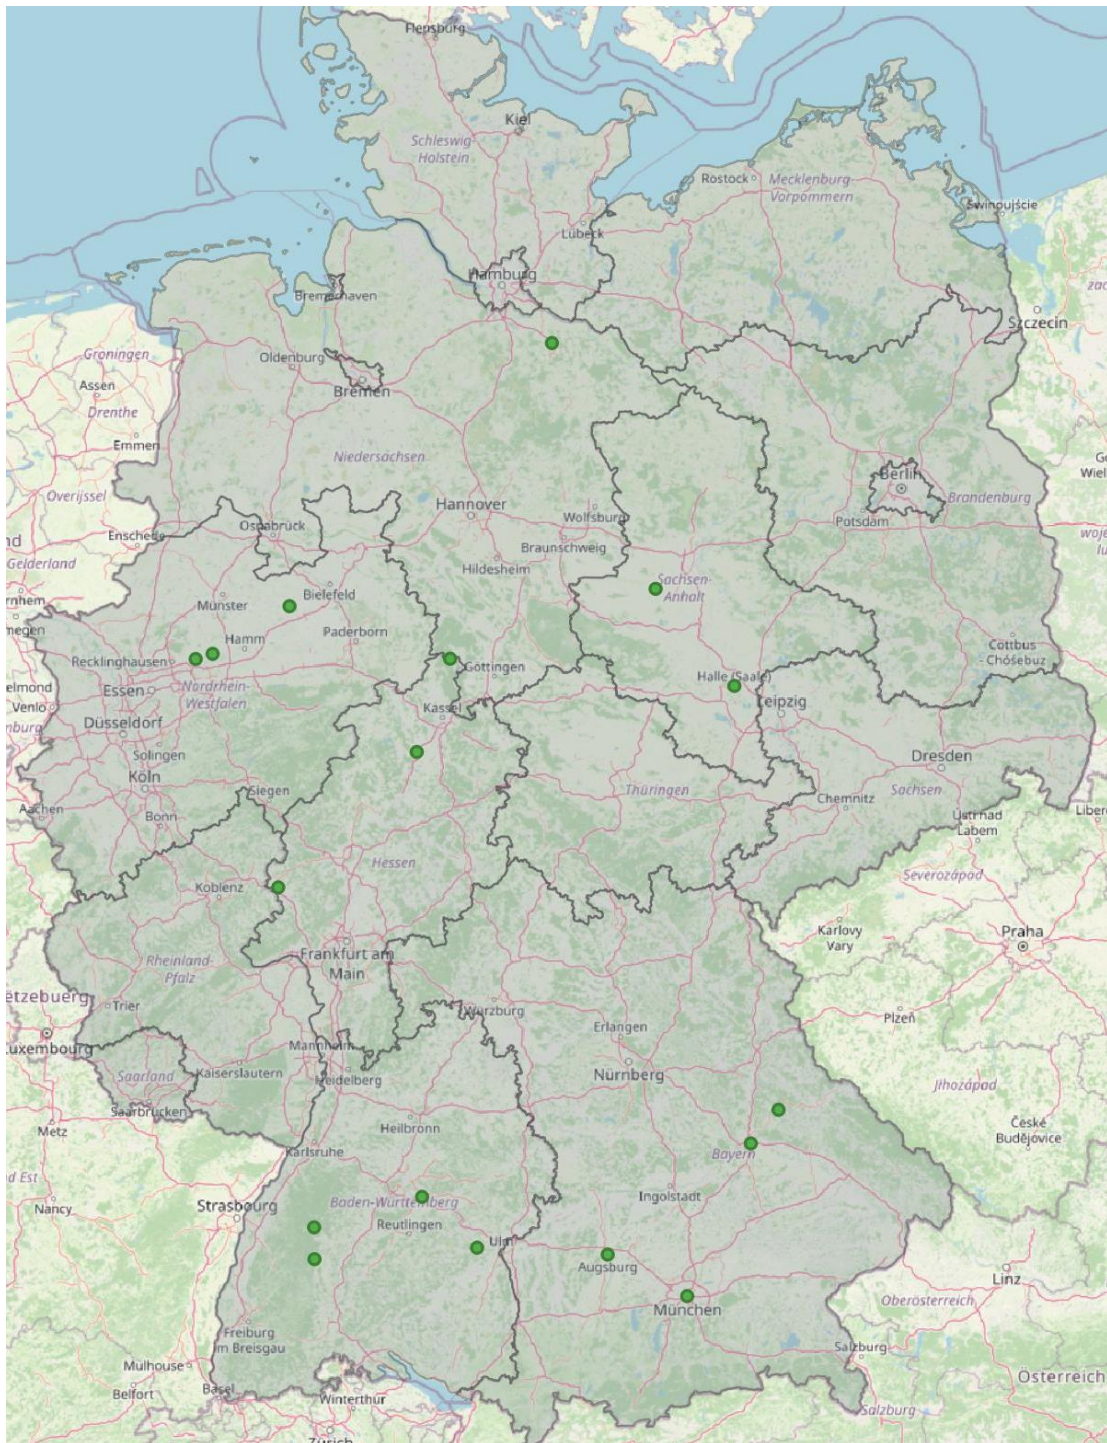 Flensburg
Kiel
Schleswig-
Holstein
Rostock
Mecklenburg-
Vorpommern
Świnoujście
Lübeck
Hamburg
Bremerhaven
Szczecin
Groningen
Oldenburg
Assen
Bremen
Drenthe
Emmen
Niedersachsen
Berlin
Overijssel
Brandenburg
Hannover
Wolfsburg
Potsdam
Osnabrück
Enschede
Braunschweig
Gelderland
Hildesheim
Sachsen-
Anhalt
Bielefeld
Münster
Paderborn
Hamm
Cottbus
- Chóśebuz
Recklinghausen
Göttingen
Halle (Saale)
Essen
Nordrhein-
Westfalen
Venlo
Kassel
Leipzig
Düsseldorf
Solingen
Dresden
Köln
Siegen
Thüringen
Sachsen
Chemnitz
Aachen
Bonn
Ústí nad
Labem
Hessen
Severozápad
Koblenz
Karlovy
Vary
Praha
Frankfurt am
Main
Rheinland-
Pfalz
Trier
Würzburg
Plzeň
Erlangen
Mannheim
Nürnberg
Kaiserslautern
Heidelberg
Saarland
Jihozápad
Saarbrücken
České
Budějovice
Metz
Heilbronn
Karlsruhe
Bayern
Ingolstadt
Strasbourg
Baden-Württemberg
Nancy
Reutlingen
Ulm
Augsburg
Linz
München
Oberösterreich
Freiburg
im Breisgau
Salzburg
Mulhouse
Österreich
Belfort
Basel
Winterthur
Salzburg
Zürich